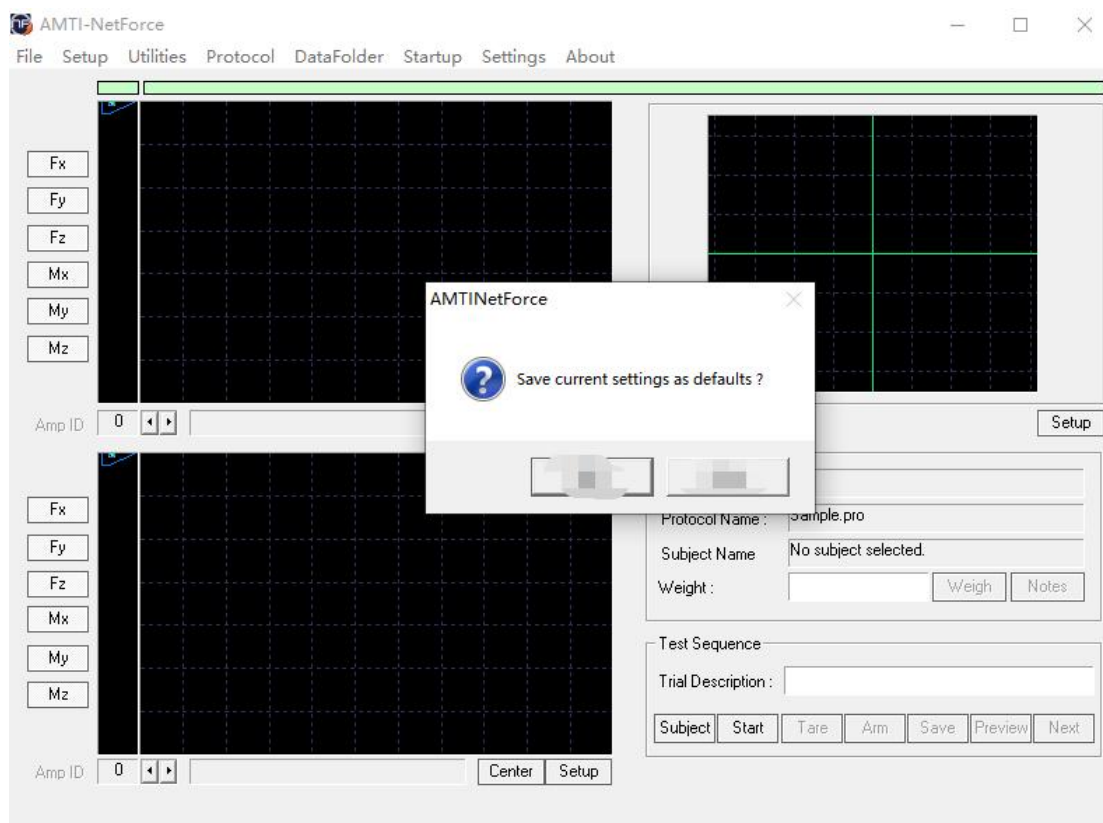 AMTI-NetForce
File Setup Utilities Protocol DataFolder Startup Settings About
Fx
Fy
Fz
Mx
My
Mz
Amp ID 0
Setup
AMTINetForce
Save current settings as defaults ?
Fx
Fy
Fz
Mx
My
Mz
Amp ID 0
Center Setup
Protocol Name : Sample.pro
Subject Name No subject selected.
Weight : Weigh Notes
Test Sequence
Trial Description :
Subject Start Tare Arm Save Preview Next